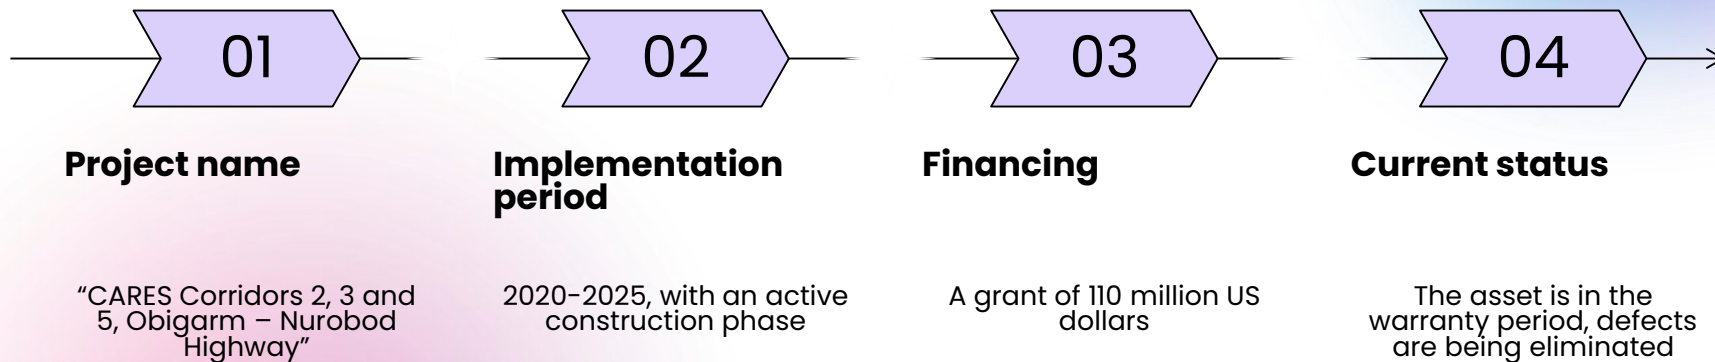 01
02
03
04
Project name
Implementation
period
Financing
Current status
“CARES Corridors 2, 3 and
5, Obigarm – Nurobod
Highway”
2020-2025, with an active
construction phase
A grant of 110 million US
dollars
The asset is in the
warranty period, defects
are being eliminated